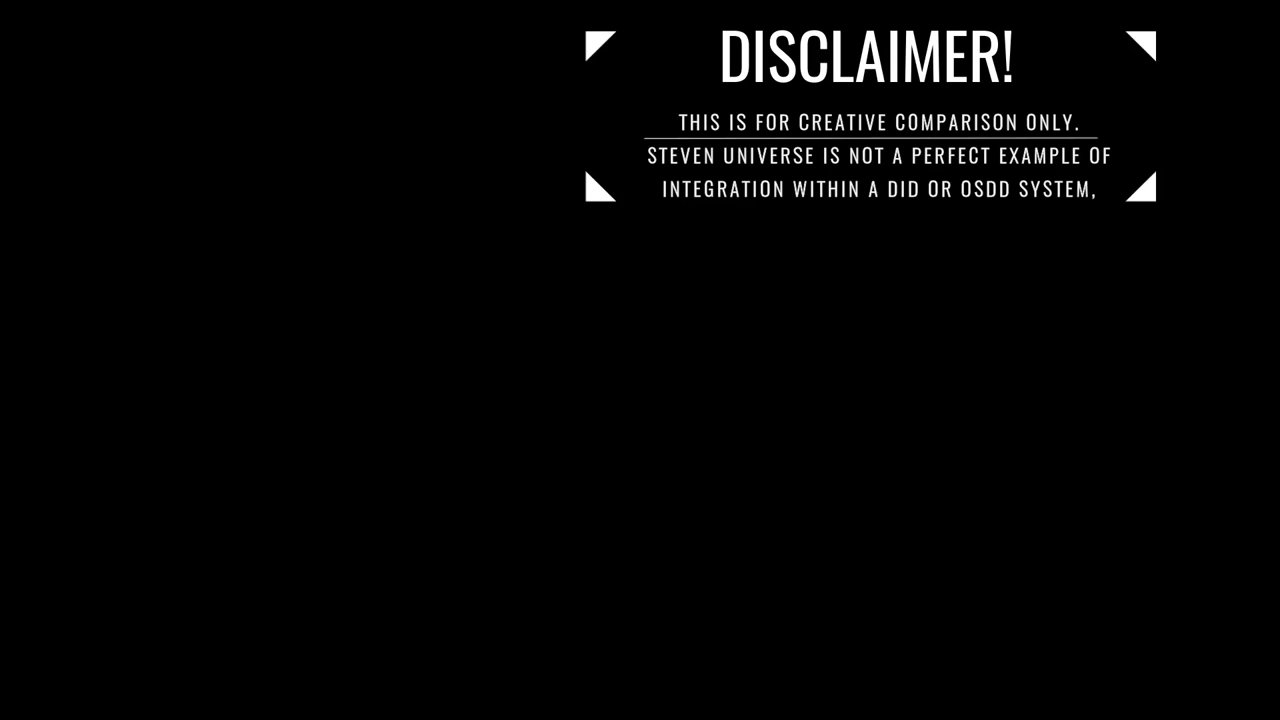 DISCLAIMER!
THIS IS FOR CREATIVE COMPARISON ONLY.
STEVEN UNIVERSE IS NOT A PERFECT EXAMPLE OF
INTEGRATION WITHIN A DID OR OSDD SYSTEM,